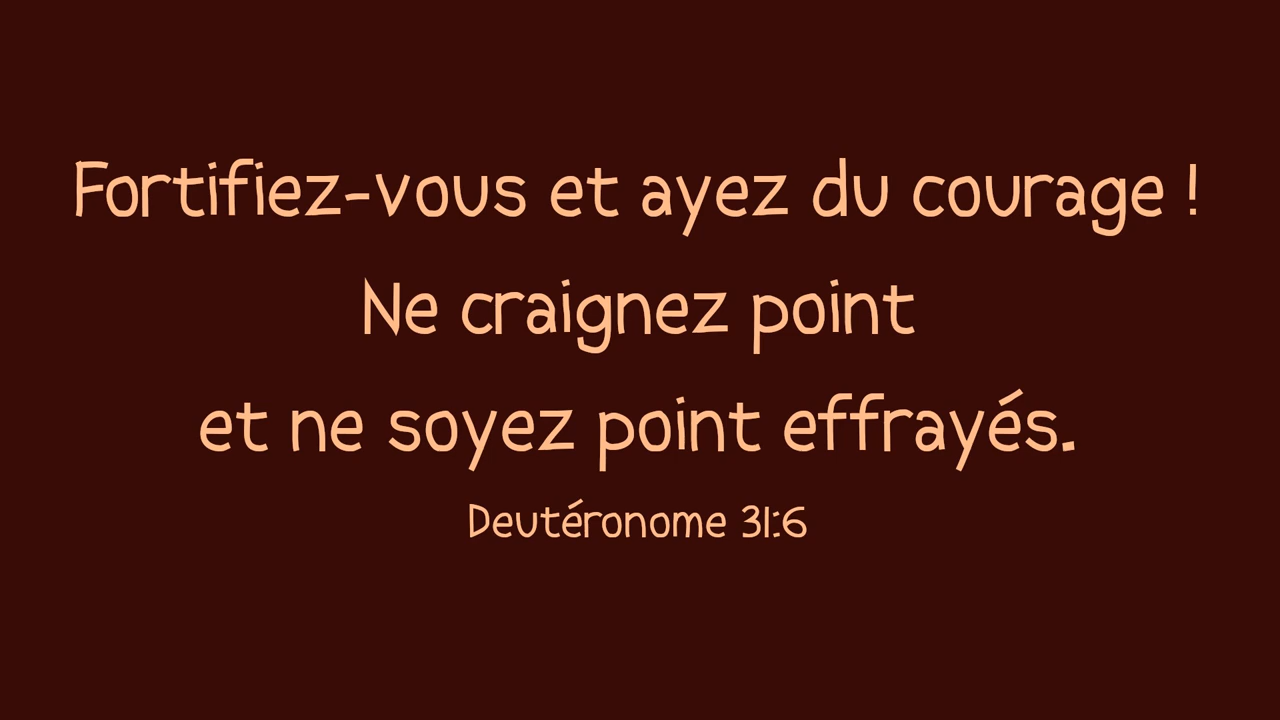 Fortifiez-vous et ayez du courage !
Ne craignez point
et ne soyez point effrayés.
Deutéronome 31:6